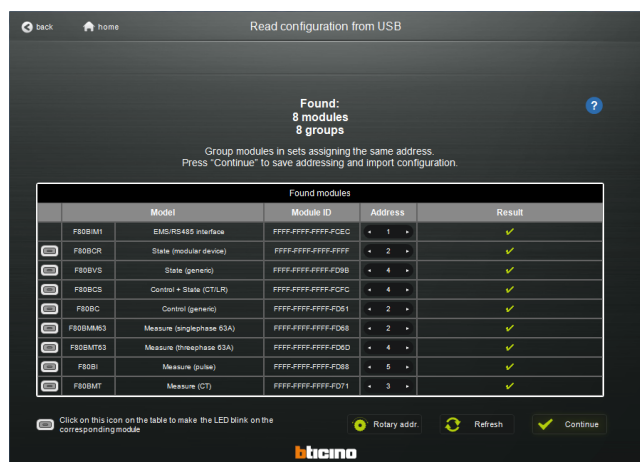 back home Read configuration from USB
Found:
8 modules
8 groups
?
Group modules in sets assigning the same address.
Press "Continue" to save addressing and import configuration.
Found modules
Model Module ID Address Result
F80BIM1 EMS/RS485 interface FFFF-FFFF-FFFF-FCEC 1
F80BCR State (modular device) FFFF-FFFF-FFFF-FFFF 2
F80BVS State (generic) FFFF-FFFF-FFFF-FD9B 4
F80BCS Control + State (CT/LR) FFFF-FFFF-FFFF-FCFC 4
F80BC Control (generic) FFFF-FFFF-FFFF-FD51 2
F80BMM63 Measure (singlephase 63A) FFFF-FFFF-FFFF-FD68 2
F80BMT63 Measure (threephase 63A) FFFF-FFFF-FFFF-FD6D 4
F80BI Measure (pulse) FFFF-FFFF-FFFF-FD88 5
F80BMT Measure (CT) FFFF-FFFF-FFFF-FD71 3
Click on this icon on the table to make the LED blink on the
corresponding module
Rotary addr. Refresh Continue
bticino